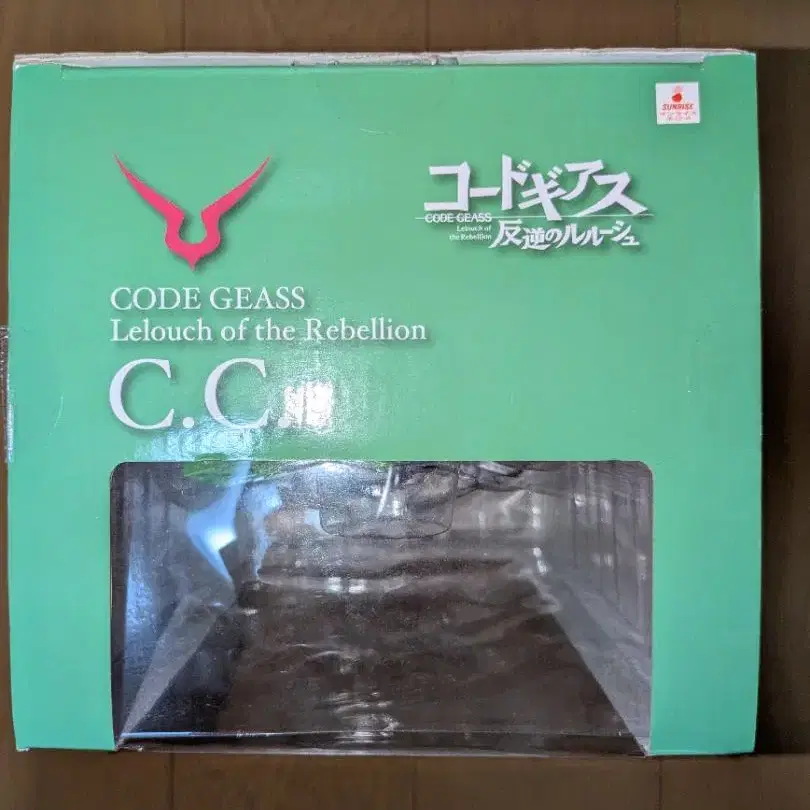 SUNRISE
コードギアス
CODE GEASS
Lelouch of
the Rebellion
反逆のルルーシュ
CODE GEASS
Lelouch of the Rebellion
C.C.